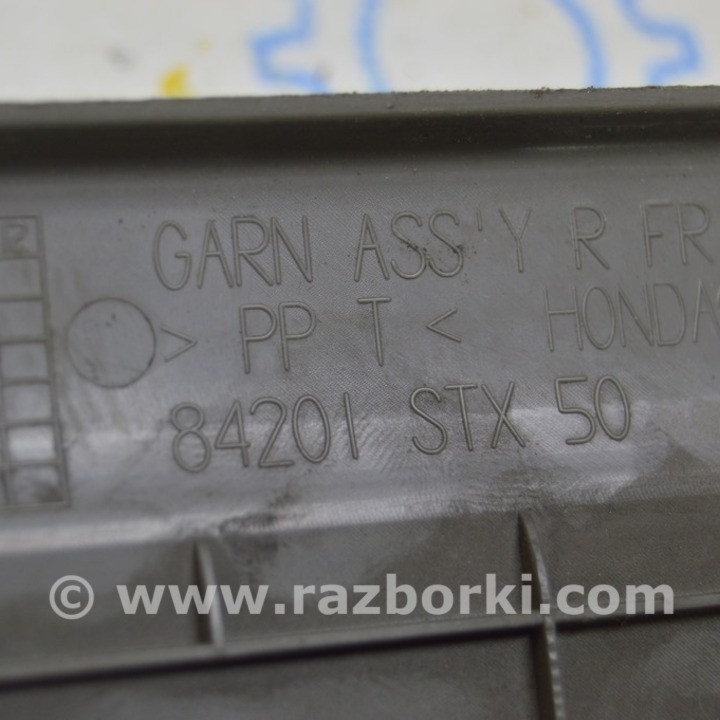 GARN ASS'Y R FR
> PP T < HONDA
84201 STX 50
© www.razborki.com